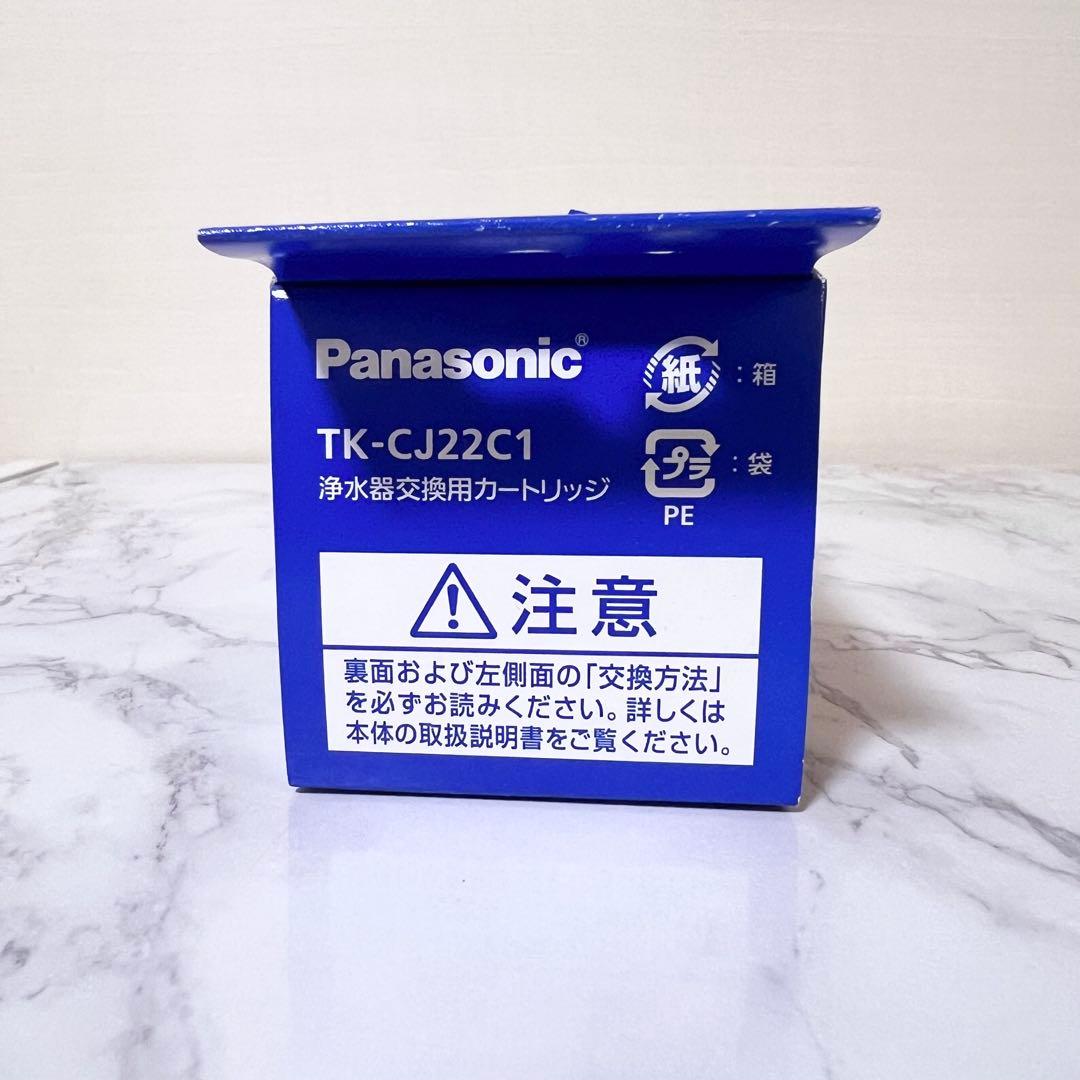 Panasonic®
TK-CJ22C1
浄水器交換用カートリッジ
紙:箱
プラ:袋
PE
注意
裏面および左側面の「交換方法」
を必ずお読みください。詳しくは
本体の取扱説明書をご覧ください。